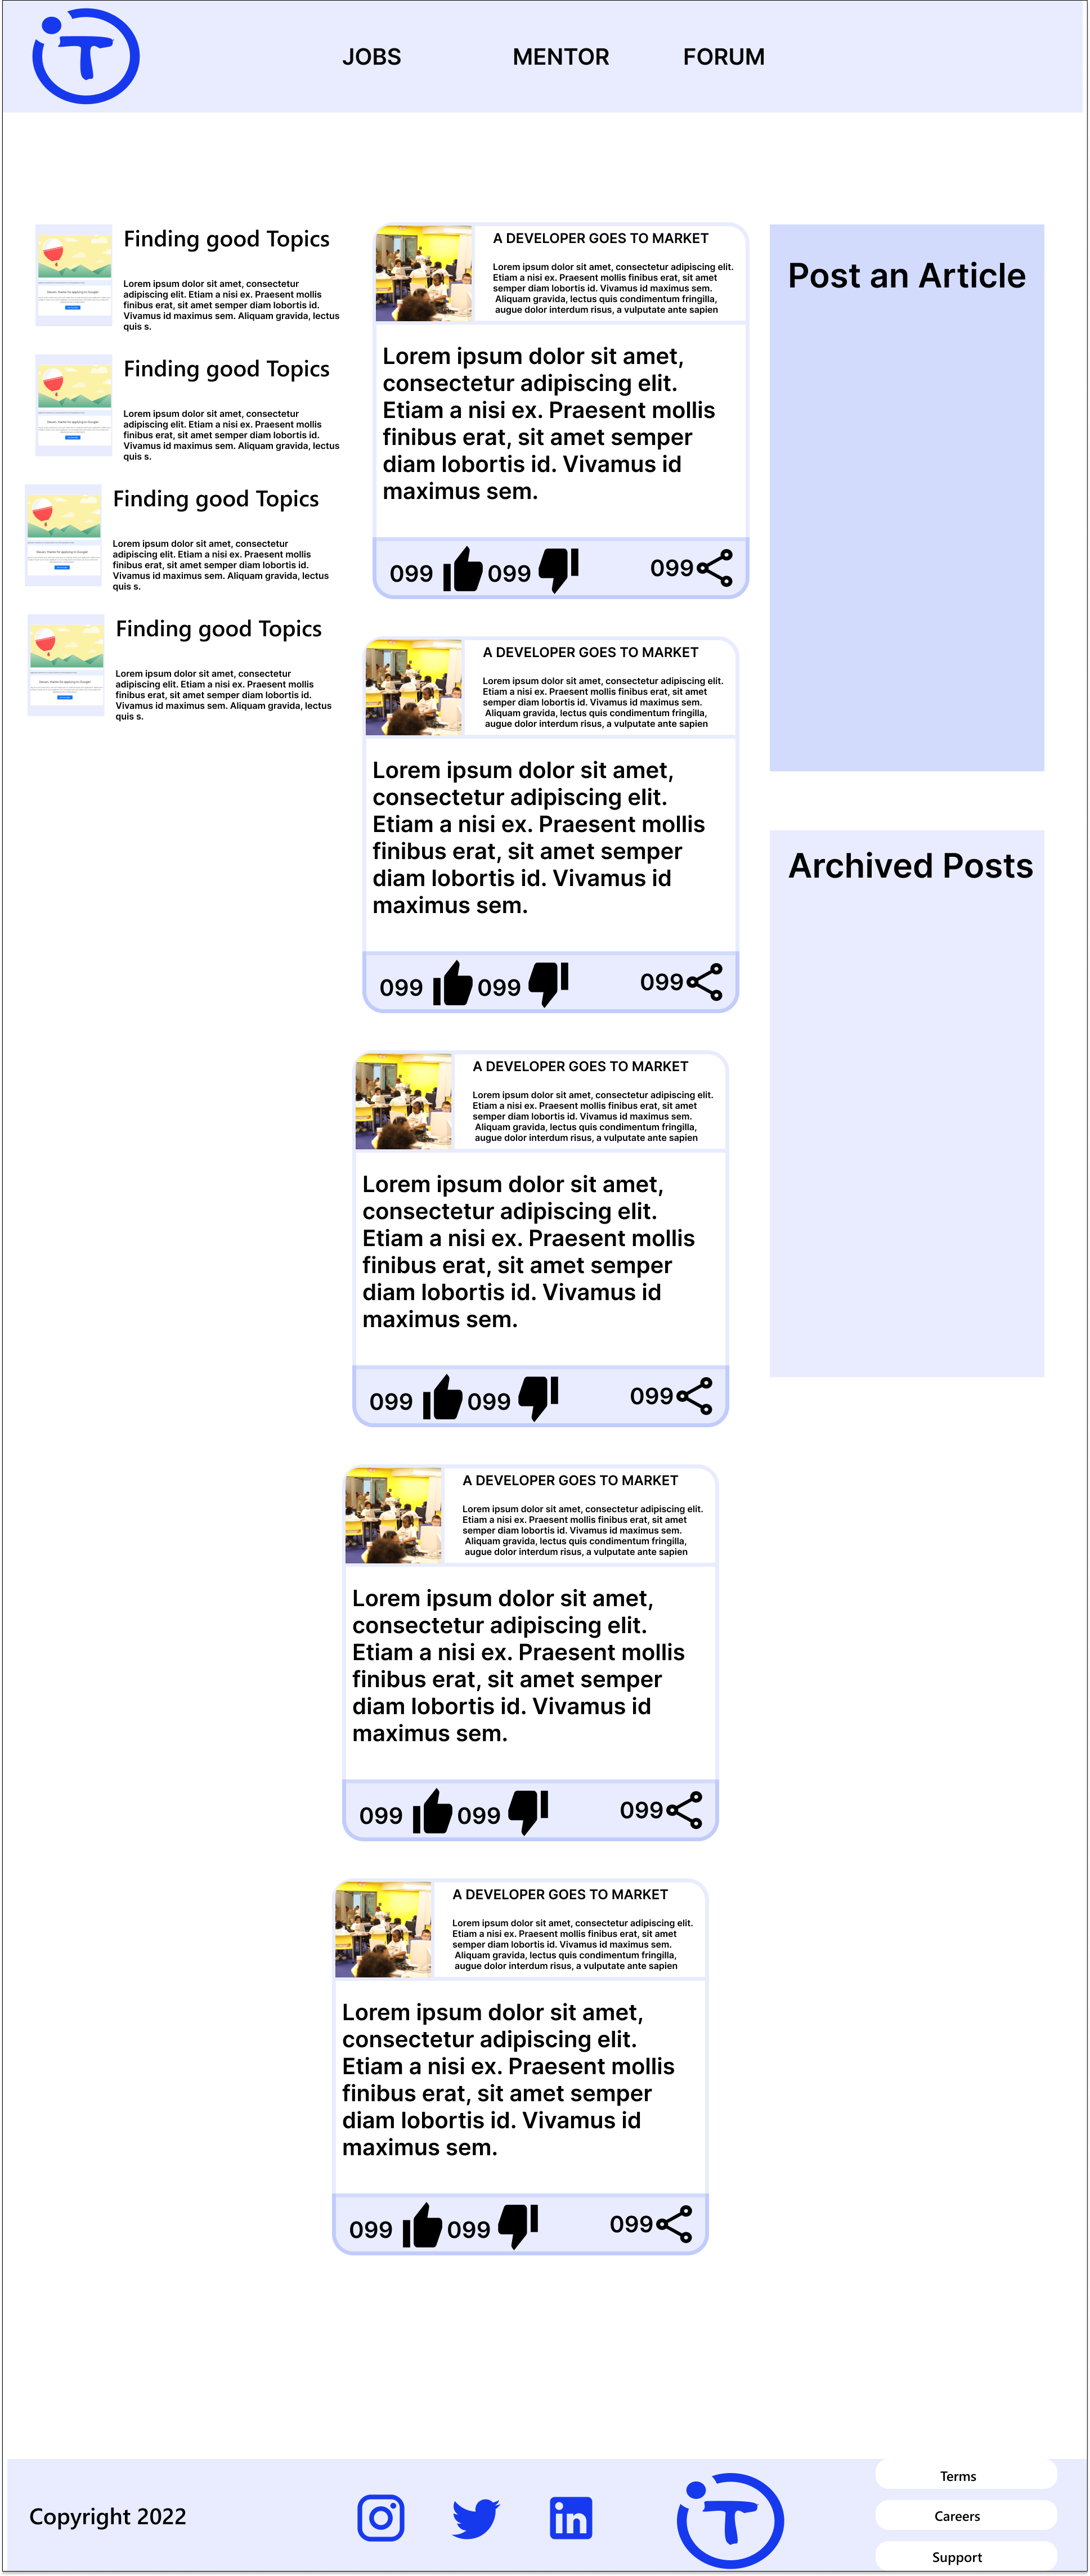 JOBS
MENTOR
FORUM
Finding good Topics
Lorem ipsum dolor sit amet, consectetur
adipiscing elit. Etiam a nisi ex. Praesent mollis
finibus erat, sit amet semper diam lobortis id.
Vivamus id maximus sem. Aliquam gravida, lectus
quis s.
Finding good Topics
Lorem ipsum dolor sit amet, consectetur
adipiscing elit. Etiam a nisi ex. Praesent mollis
finibus erat, sit amet semper diam lobortis id.
Vivamus id maximus sem. Aliquam gravida, lectus
quis s.
Finding good Topics
Lorem ipsum dolor sit amet, consectetur
adipiscing elit. Etiam a nisi ex. Praesent mollis
finibus erat, sit amet semper diam lobortis id.
Vivamus id maximus sem. Aliquam gravida, lectus
quis s.
Finding good Topics
Lorem ipsum dolor sit amet, consectetur
adipiscing elit. Etiam a nisi ex. Praesent mollis
finibus erat, sit amet semper diam lobortis id.
Vivamus id maximus sem. Aliquam gravida, lectus
quis s.
A DEVELOPER GOES TO MARKET
Lorem ipsum dolor sit amet, consectetur adipiscing elit.
Etiam a nisi ex. Praesent mollis finibus erat, sit amet
semper diam lobortis id. Vivamus id maximus sem.
Aliquam gravida, lectus quis condimentum fringilla,
augue dolor interdum risus, a vulputate ante sapien
Lorem ipsum dolor sit amet,
consectetur adipiscing elit.
Etiam a nisi ex. Praesent mollis
finibus erat, sit amet semper
diam lobortis id. Vivamus id
maximus sem.
099 099 099
A DEVELOPER GOES TO MARKET
Lorem ipsum dolor sit amet, consectetur adipiscing elit.
Etiam a nisi ex. Praesent mollis finibus erat, sit amet
semper diam lobortis id. Vivamus id maximus sem.
Aliquam gravida, lectus quis condimentum fringilla,
augue dolor interdum risus, a vulputate ante sapien
Lorem ipsum dolor sit amet,
consectetur adipiscing elit.
Etiam a nisi ex. Praesent mollis
finibus erat, sit amet semper
diam lobortis id. Vivamus id
maximus sem.
099 099 099
A DEVELOPER GOES TO MARKET
Lorem ipsum dolor sit amet, consectetur adipiscing elit.
Etiam a nisi ex. Praesent mollis finibus erat, sit amet
semper diam lobortis id. Vivamus id maximus sem.
Aliquam gravida, lectus quis condimentum fringilla,
augue dolor interdum risus, a vulputate ante sapien
Lorem ipsum dolor sit amet,
consectetur adipiscing elit.
Etiam a nisi ex. Praesent mollis
finibus erat, sit amet semper
diam lobortis id. Vivamus id
maximus sem.
099 099 099
A DEVELOPER GOES TO MARKET
Lorem ipsum dolor sit amet, consectetur adipiscing elit.
Etiam a nisi ex. Praesent mollis finibus erat, sit amet
semper diam lobortis id. Vivamus id maximus sem.
Aliquam gravida, lectus quis condimentum fringilla,
augue dolor interdum risus, a vulputate ante sapien
Lorem ipsum dolor sit amet,
consectetur adipiscing elit.
Etiam a nisi ex. Praesent mollis
finibus erat, sit amet semper
diam lobortis id. Vivamus id
maximus sem.
099 099 099
A DEVELOPER GOES TO MARKET
Lorem ipsum dolor sit amet, consectetur adipiscing elit.
Etiam a nisi ex. Praesent mollis finibus erat, sit amet
semper diam lobortis id. Vivamus id maximus sem.
Aliquam gravida, lectus quis condimentum fringilla,
augue dolor interdum risus, a vulputate ante sapien
Lorem ipsum dolor sit amet,
consectetur adipiscing elit.
Etiam a nisi ex. Praesent mollis
finibus erat, sit amet semper
diam lobortis id. Vivamus id
maximus sem.
099 099 099
Post an Article
Archived Posts
Copyright 2022
Terms
Careers
Support